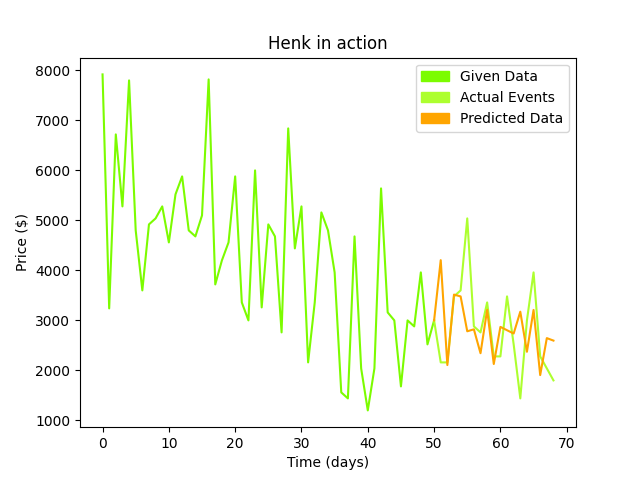 Henk in action
Given Data
Actual Events
Predicted Data
Price ($)
8000
7000
6000
5000
4000
3000
2000
1000
0 10 20 30 40 50 60 70
Time (days)